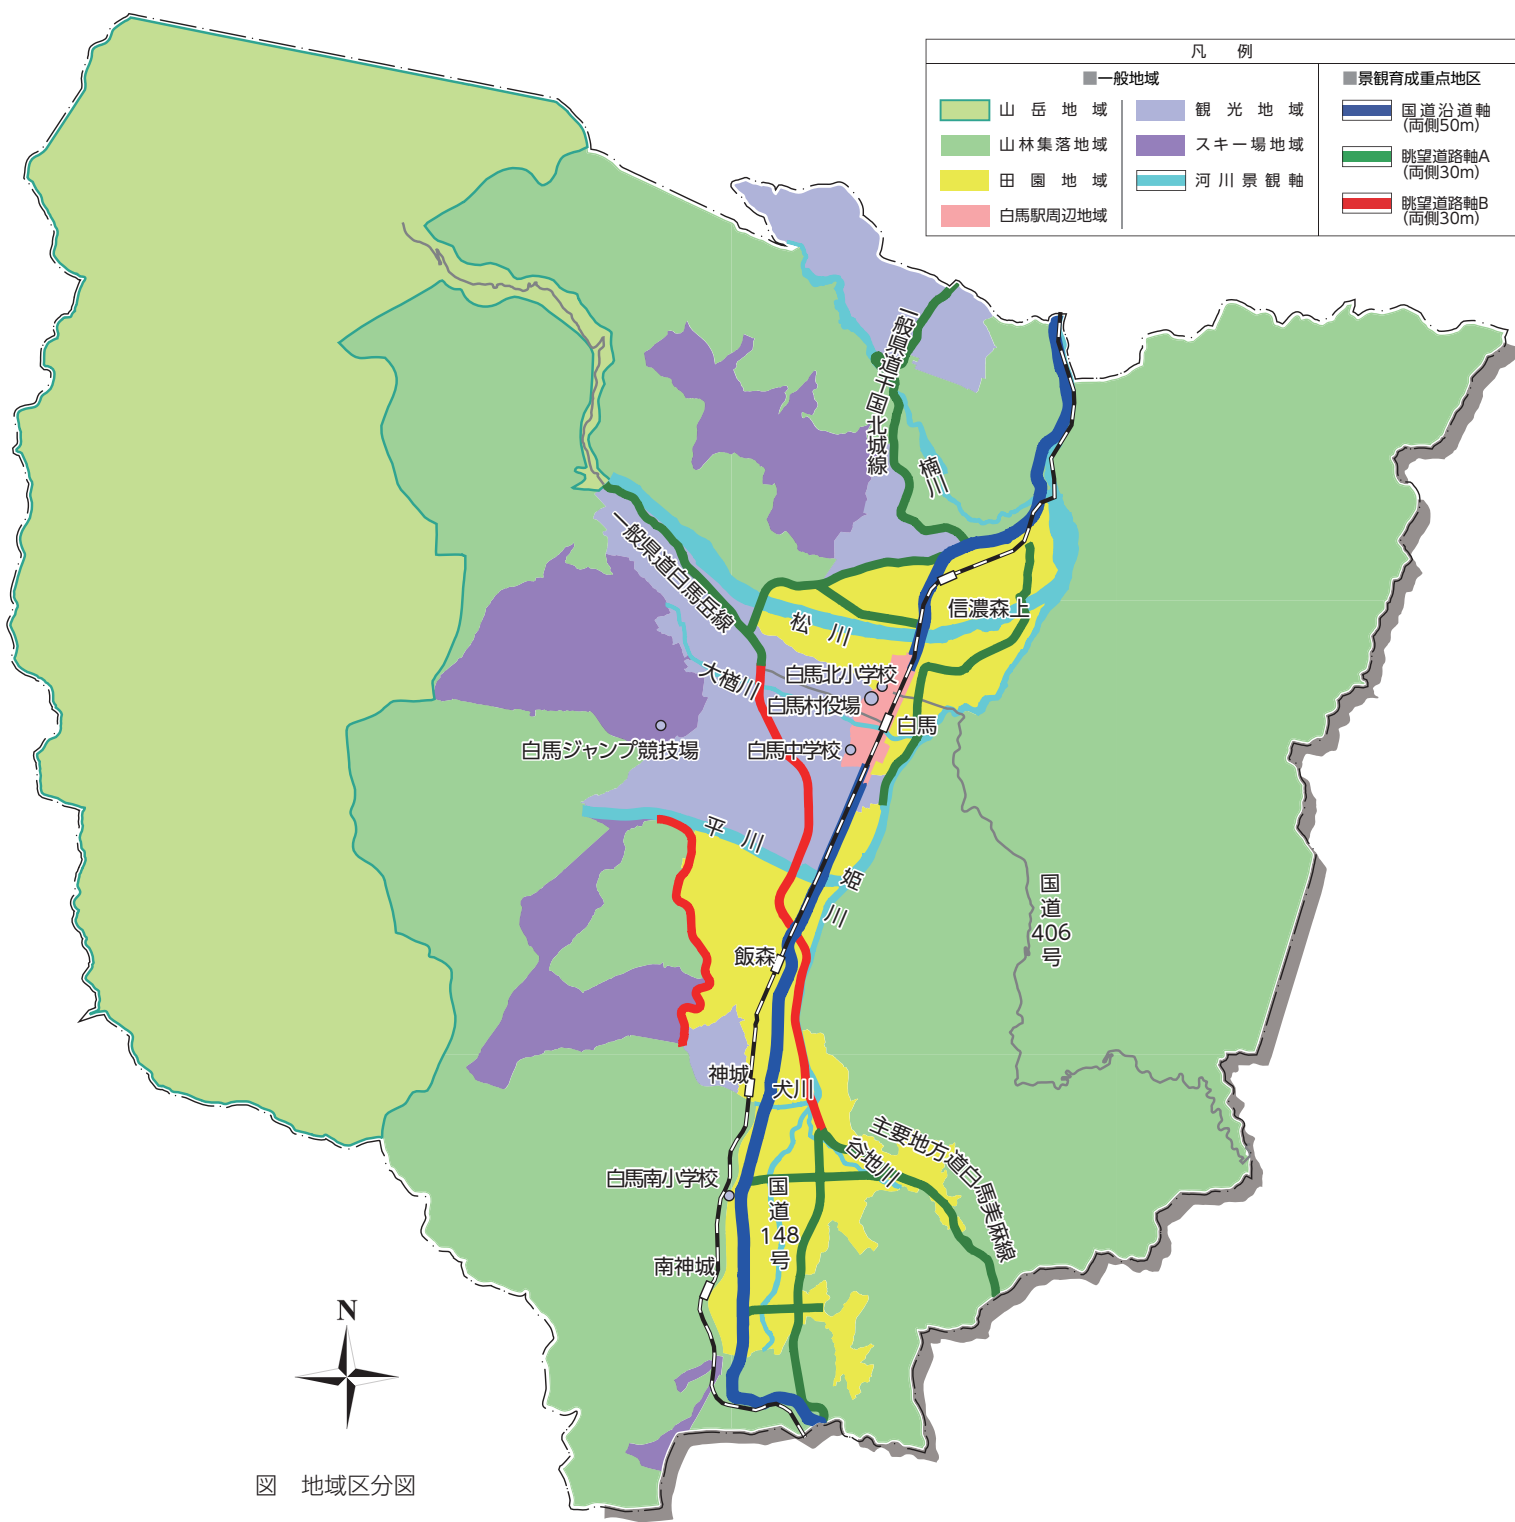 凡 例
■一般地域
■景観育成重点地区
山岳地域
観光地域
国道沿道軸
(両側50m)
山林集落地域
スキー場地域
眺望道路軸A
(両側30m)
田園地域
河川景観軸
白馬駅周辺地域
眺望道路軸B
(両側30m)
一般県道千国北城線
楠川
一般県道白馬岳線
信濃森上
松川
白馬北小学校
大楢川
白馬村役場
白馬
白馬ジャンプ競技場
白馬中学校
平川
姫川
国道406号
飯森
神城
犬川
主要地方道白馬美麻線
谷地川
白馬南小学校
国道148号
南神城
N
図 地域区分図